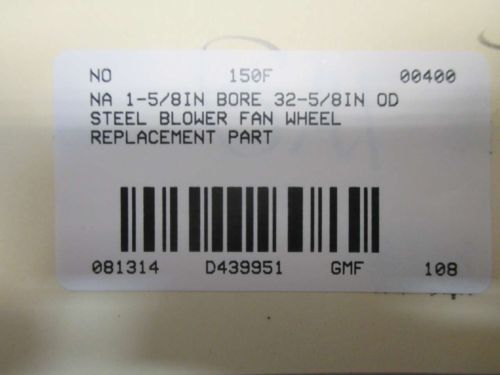 NO 150F 00400
NA 1-5/8IN BORE 32-5/8IN OD
STEEL BLOWER FAN WHEEL
REPLACEMENT PART
081314 D439951 GMF 108